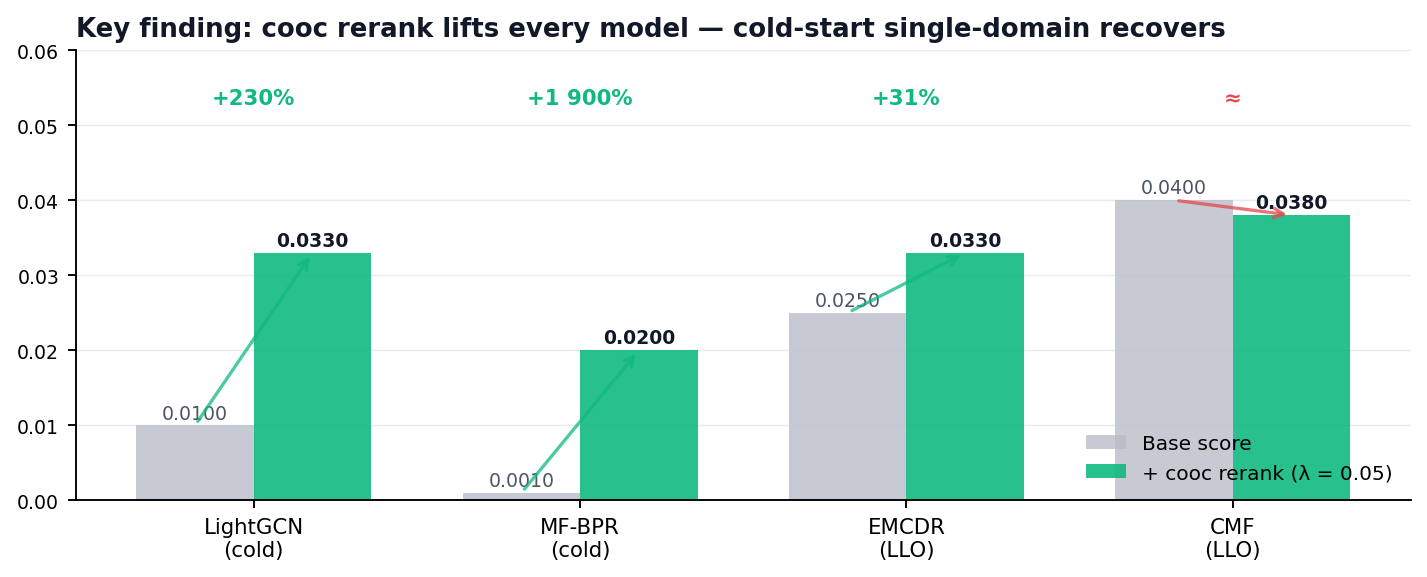 Key finding: cooc rerank lifts every model — cold-start single-domain recovers
0.06
0.05
0.04
0.03
0.02
0.01
0.00
+230%
+1 900%
+31%
≈
0.0100
0.0330
0.0010
0.0200
0.0250
0.0330
0.0400
0.0380
Base score
+ cooc rerank (λ = 0.05)
LightGCN
(cold)
MF-BPR
(cold)
EMCDR
(LLO)
CMF
(LLO)